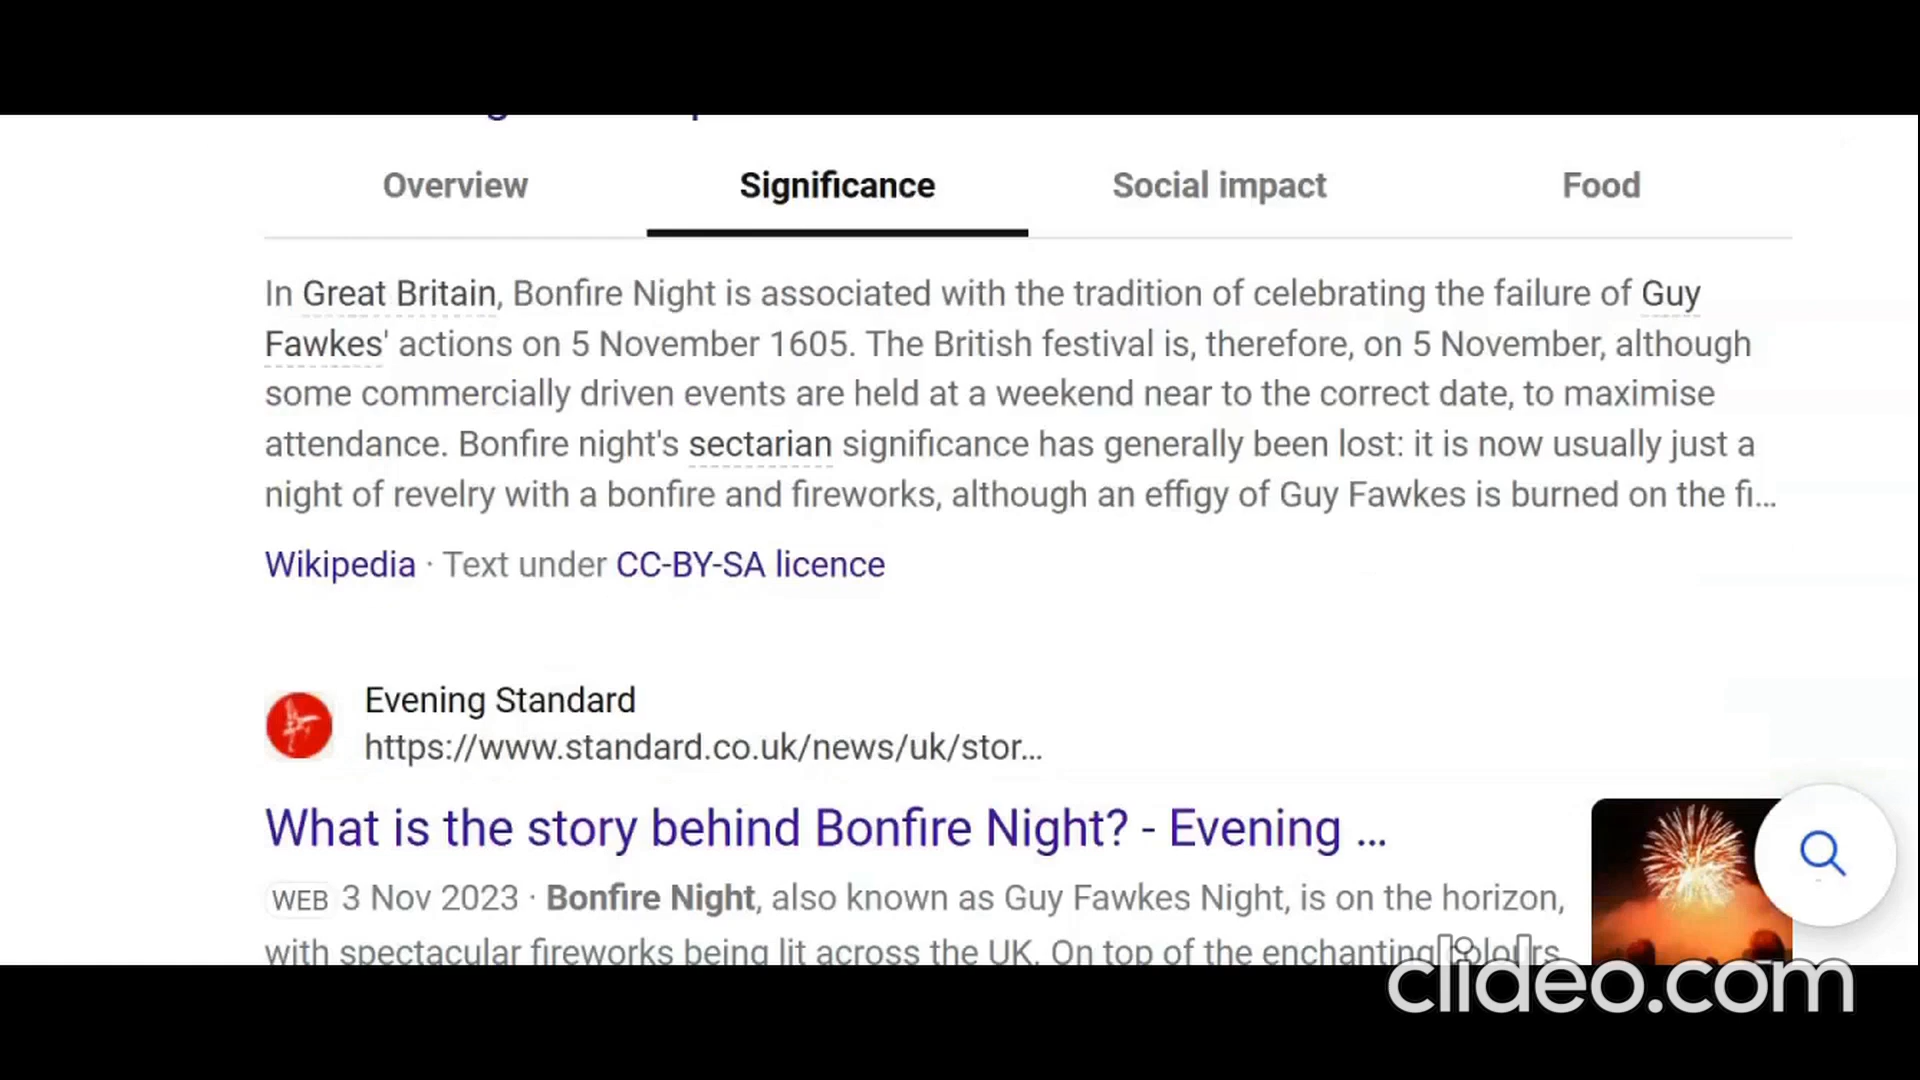 Overview Significance Social impact Food
In Great Britain, Bonfire Night is associated with the tradition of celebrating the failure of Guy
Fawkes' actions on 5 November 1605. The British festival is, therefore, on 5 November, although
some commercially driven events are held at a weekend near to the correct date, to maximise
attendance. Bonfire night's sectarian significance has generally been lost: it is now usually just a
night of revelry with a bonfire and fireworks, although an effigy of Guy Fawkes is burned on the fi...
Wikipedia · Text under CC-BY-SA licence
Evening Standard
https://www.standard.co.uk/news/uk/stor...
What is the story behind Bonfire Night? - Evening ...
WEB 3 Nov 2023 · Bonfire Night, also known as Guy Fawkes Night, is on the horizon,
with spectacular fireworks being lit across the UK. On top of the enchanting colours
clideo.com